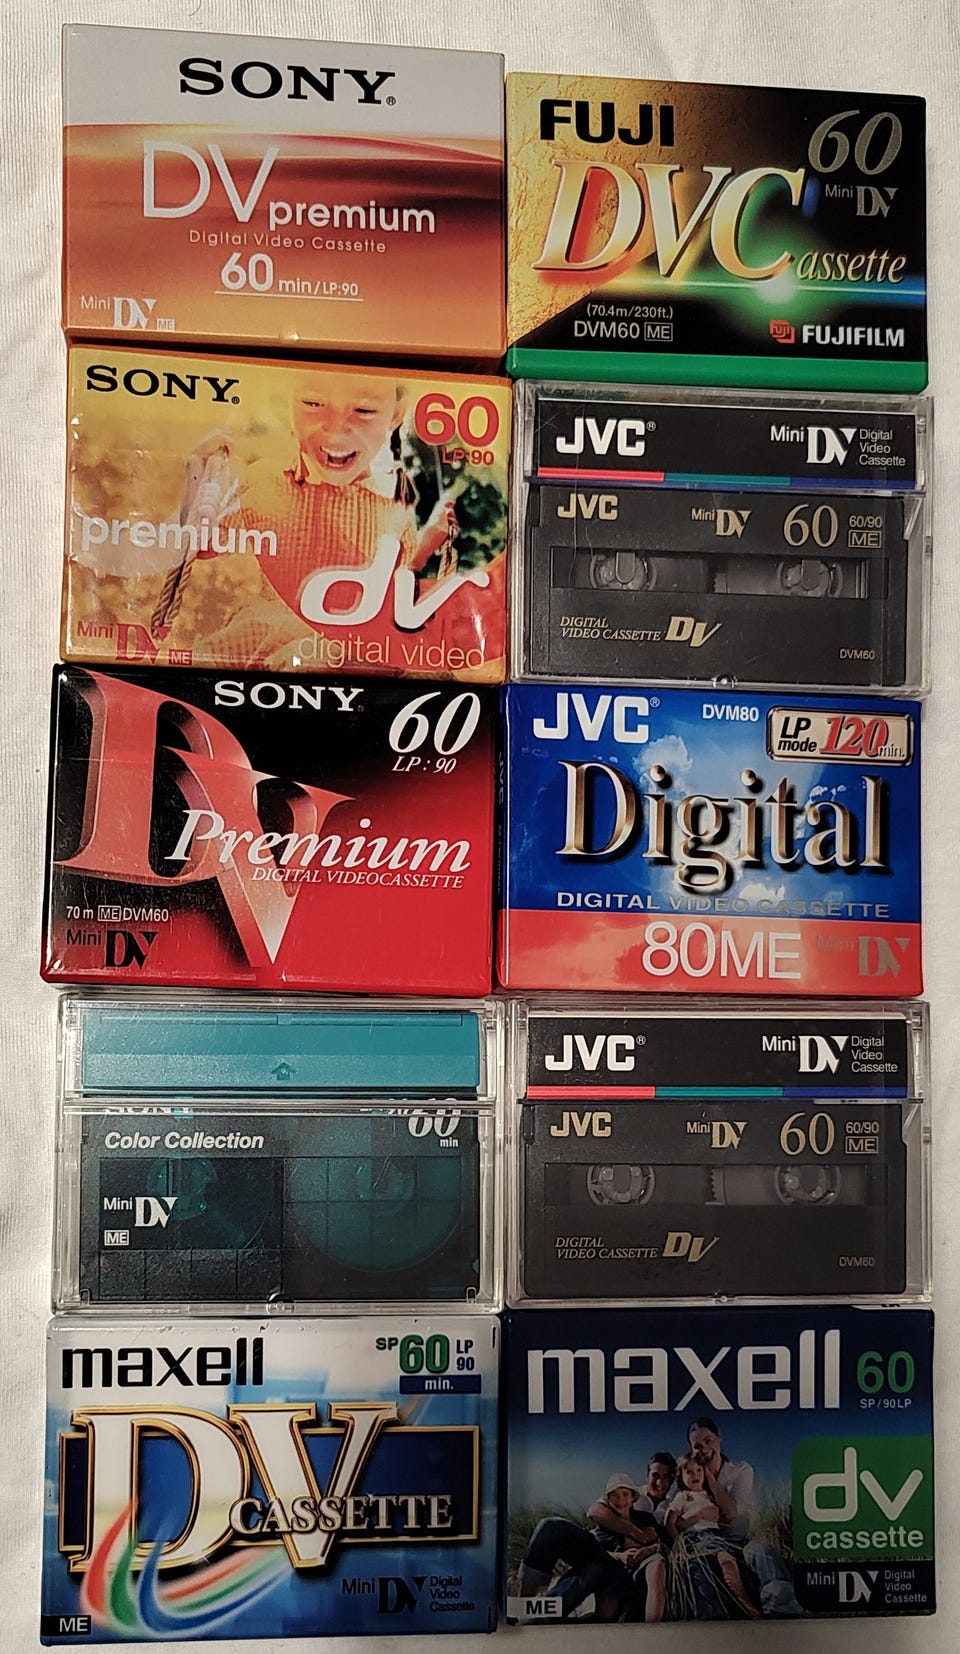 SONY®
DV premium
Digital Video Cassette
60 min/LP:90
Mini DV ME
FUJI
60
Mini DV
DVCassette
(70.4m/230ft.)
DVM60 ME
FUJIFILM
SONY®
60
LP:90
premium
dv
digital video
Mini DV ME
JVC®
Mini DV Digital
Video
Cassette
JVC
Mini DV 60 60/90
ME
DIGITAL
VIDEO CASSETTE DV
DVM60
SONY
60
LP:90
DV
Premium
DIGITAL VIDEOCASSETTE
70m ME DVM60
Mini DV
JVC®
DVM80
LP
mode 120min.
Digital
DIGITAL VIDEO CASSETTE
80ME
Mini DV
SONY
60
min
Color Collection
Mini DV
ME
JVC®
Mini DV Digital
Video
Cassette
JVC
Mini DV 60 60/90
ME
DIGITAL
VIDEO CASSETTE DV
DVM60
maxell
SP60 LP
90
min.
DV
CASSETTE
Mini DV Digital
Video
Cassette
ME
maxell
60
SP/90LP
dv
cassette
Mini DV Digital
Video
Cassette
ME